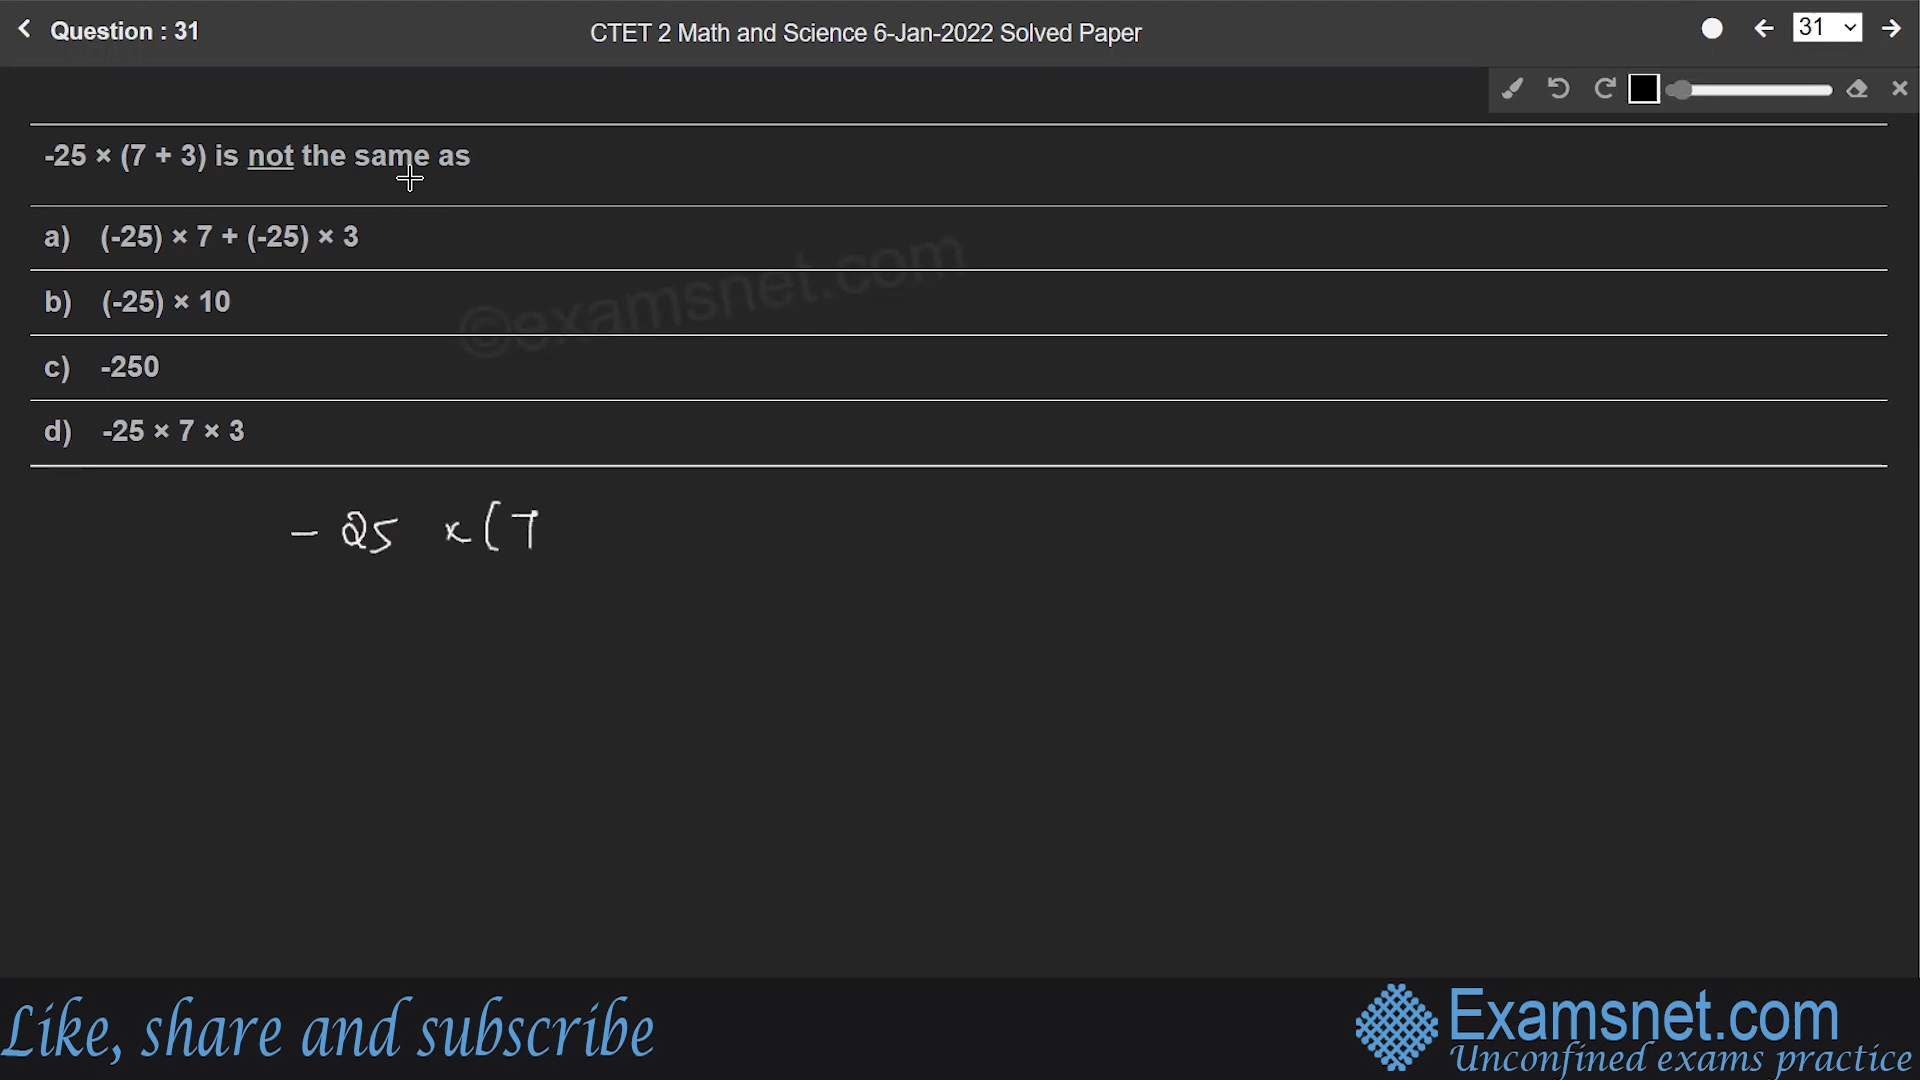 Question : 31
CTET 2 Math and Science 6-Jan-2022 Solved Paper
31
-25 × (7 + 3) is not the same as
a) (-25) × 7 + (-25) × 3
b) (-25) × 10
c) -250
d) -25 × 7 × 3
©examsnet.com
- 25 × (7
Like, share and subscribe
Examsnet.com
Unconfined exams practice